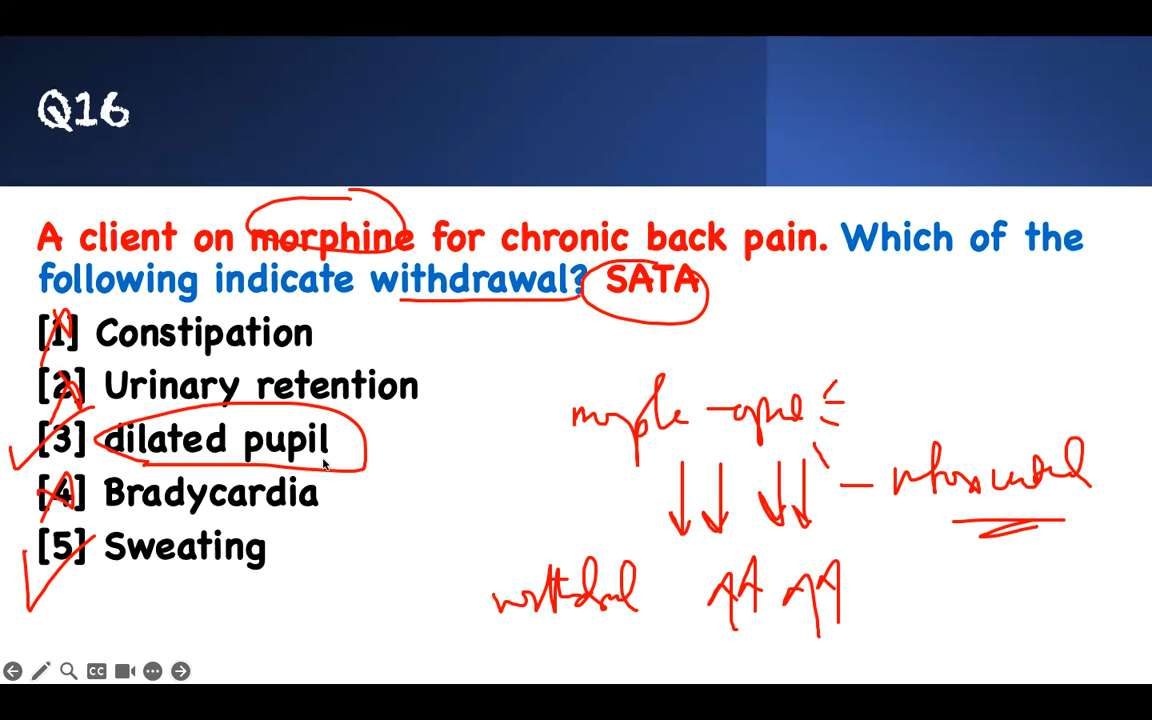 Q16
A client on morphine for chronic back pain. Which of the
following indicate withdrawal? SATA
[1] Constipation
[2] Urinary retention
[3] dilated pupil
[4] Bradycardia
[5] Sweating
CC